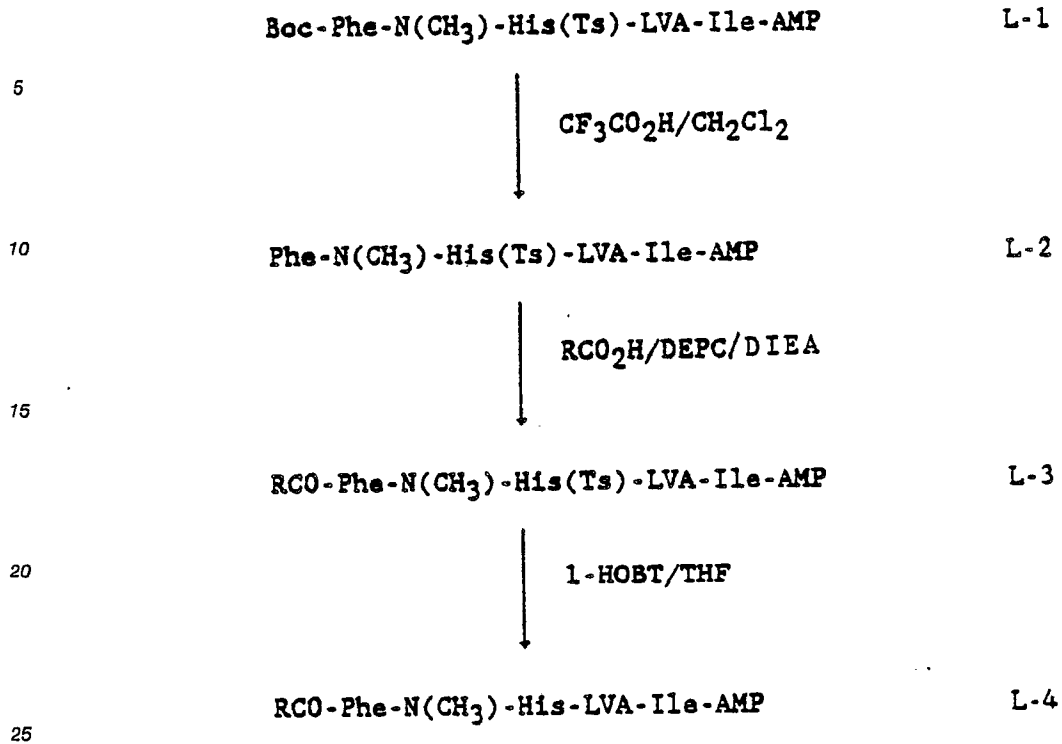 Boc-Phe-N(CH3)-His(Ts)-LVA-Ile-AMP L-1
5
CF3CO2H/CH2Cl2
10 Phe-N(CH3)-His(Ts)-LVA-Ile-AMP L-2
RCO2H/DEPC/DIEA
15
RCO-Phe-N(CH3)-His(Ts)-LVA-Ile-AMP L-3
20 1-HOBT/THF
RCO-Phe-N(CH3)-His-LVA-Ile-AMP L-4
25